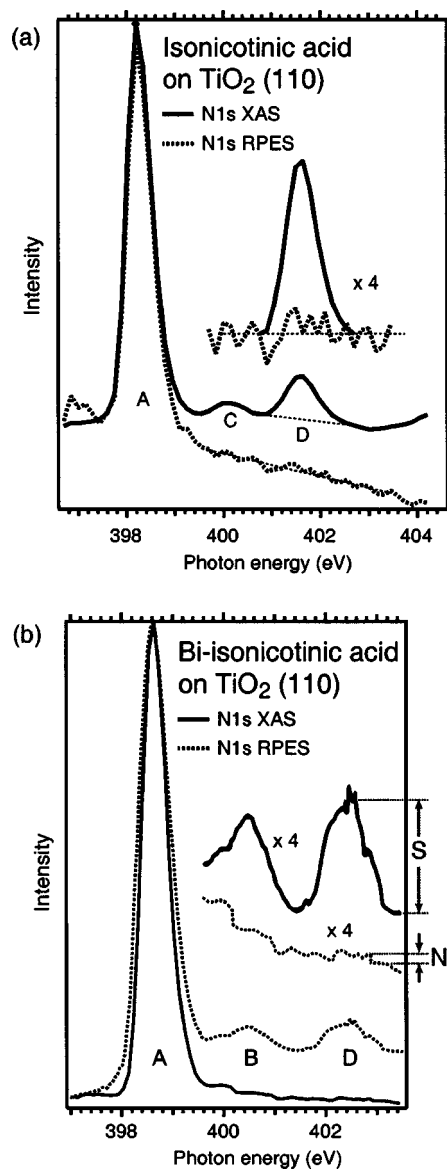 (a)
Isonicotinic acid
on TiO2 (110)
N1s XAS
N1s RPES
x 4
A
C
D
Intensity
398
400
402
404
Photon energy (eV)
(b)
Bi-isonicotinic acid
on TiO2 (110)
N1s XAS
N1s RPES
x 4
S
x 4
N
A
B
D
Intensity
398
400
402
Photon energy (eV)